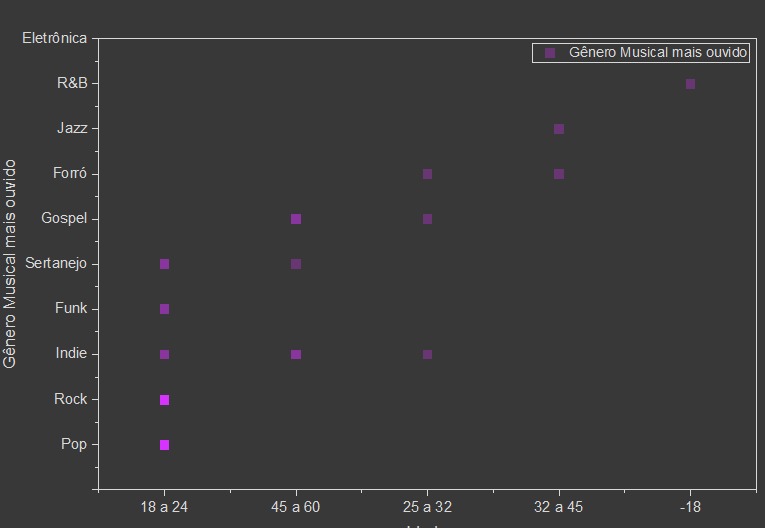 Eletrônica
Gênero Musical mais ouvido
R&B
Jazz
Forró
Gospel
Sertanejo
Funk
Indie
Rock
Pop
Gênero Musical mais ouvido
18 a 24
45 a 60
25 a 32
32 a 45
-18